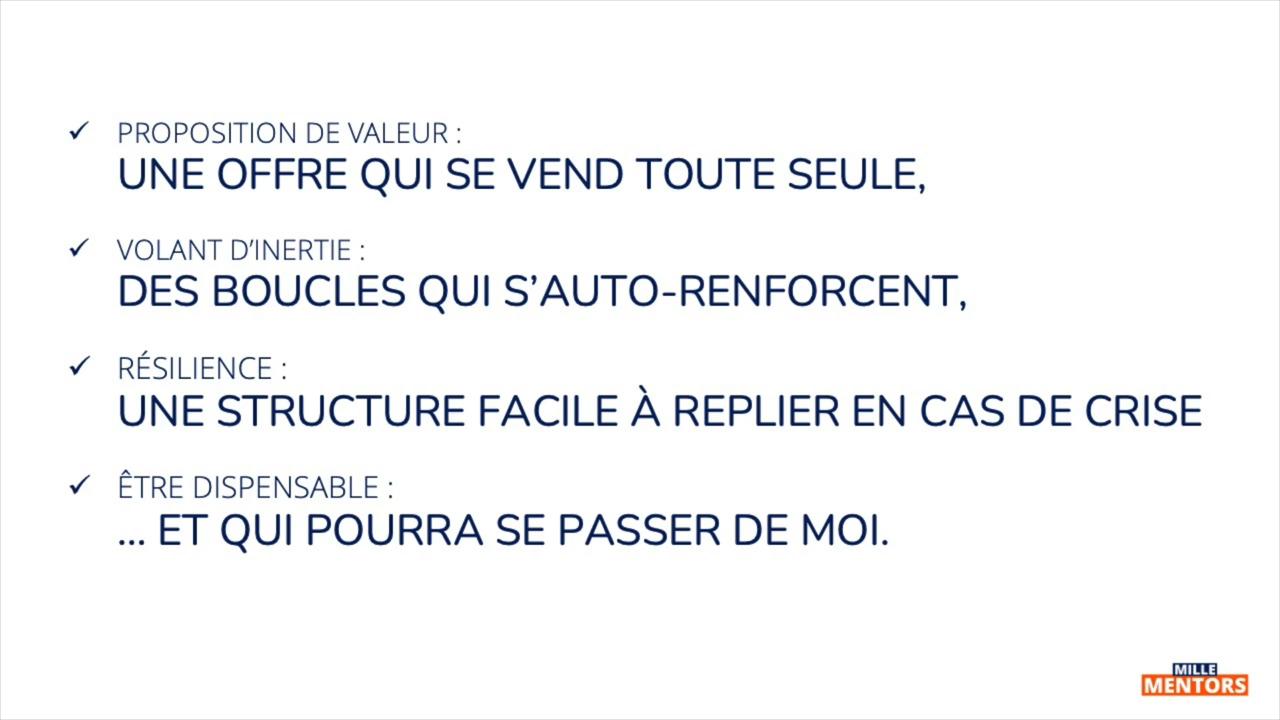 ✓ PROPOSITION DE VALEUR :
UNE OFFRE QUI SE VEND TOUTE SEULE,
✓ VOLANT D’INERTIE :
DES BOUCLES QUI S’AUTO-RENFORCENT,
✓ RÉSILIENCE :
UNE STRUCTURE FACILE À REPLIER EN CAS DE CRISE
✓ ÊTRE DISPENSABLE :
... ET QUI POURRA SE PASSER DE MOI.
MILLE
MENTORS